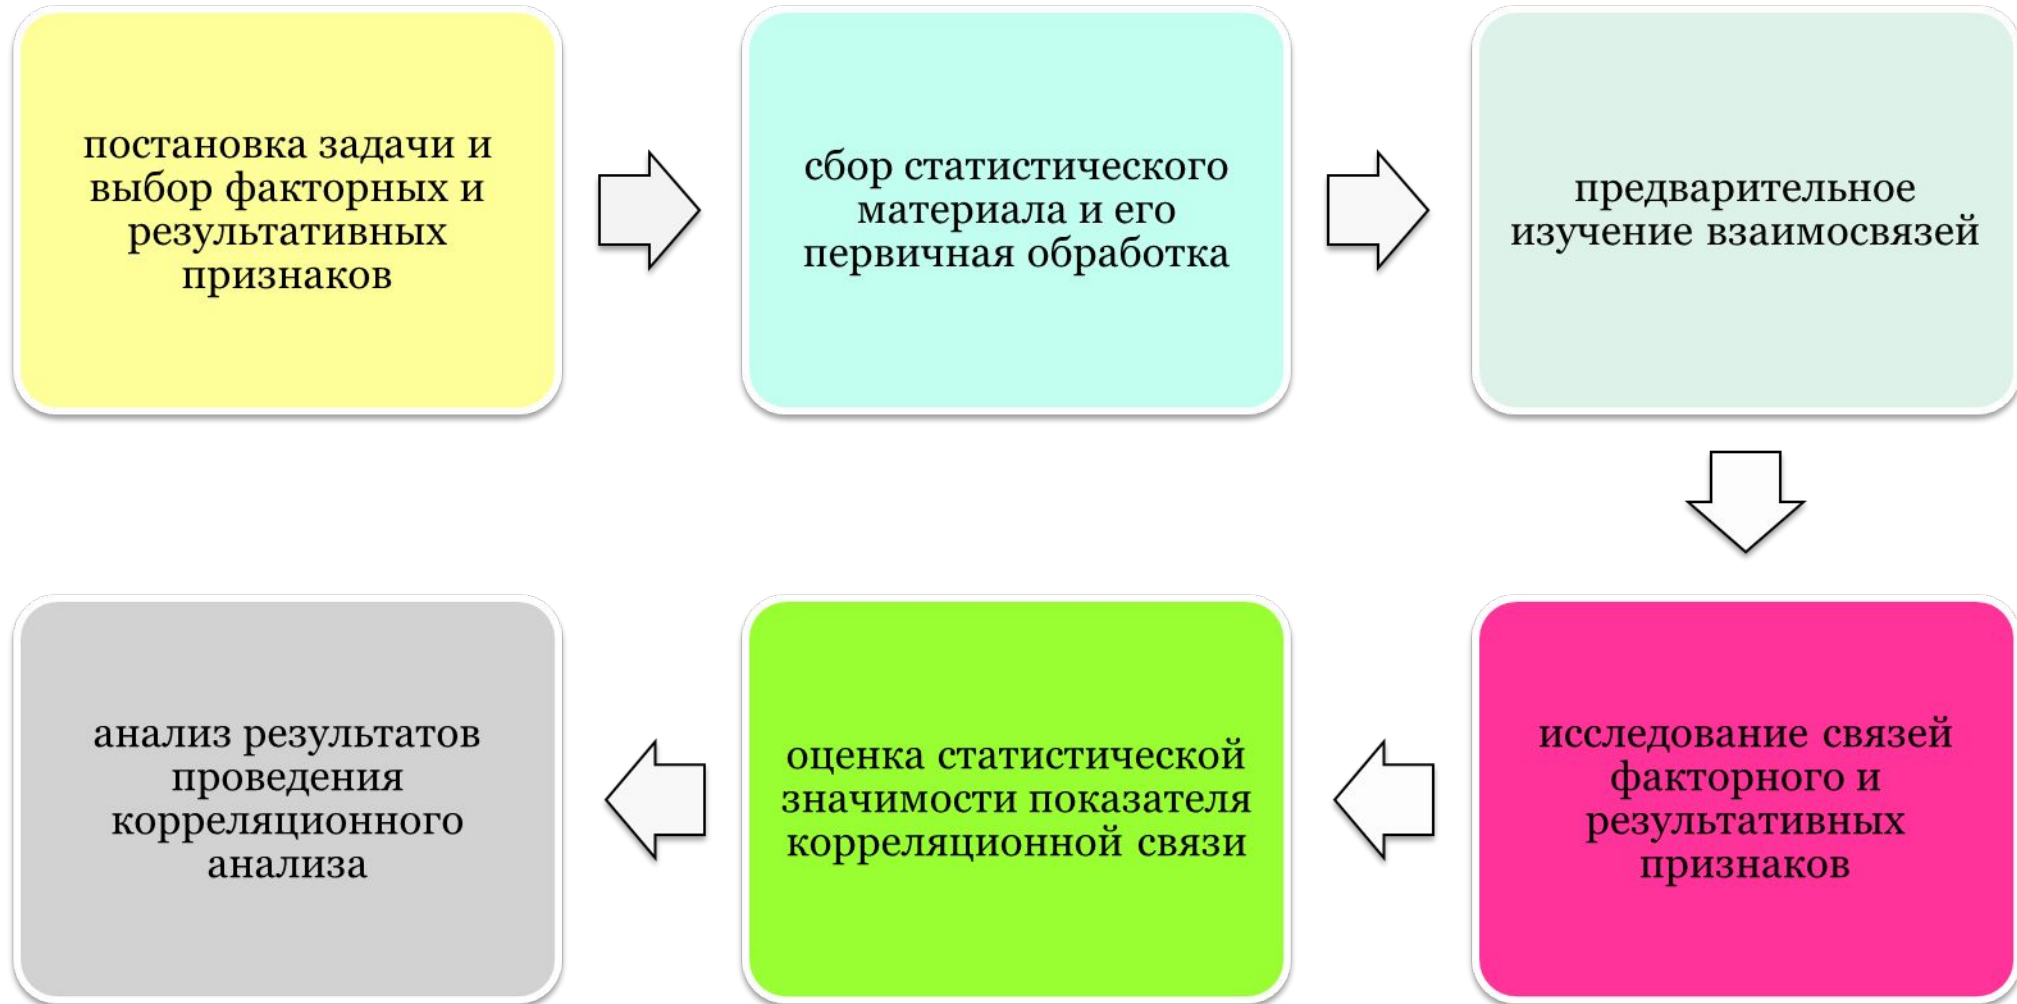 постановка задачи и
выбор факторных и
результативных
признаков
сбор статистического
материала и его
первичная обработка
предварительное
изучение взаимосвязей
исследование связей
факторного и
результативных
признаков
оценка статистической
значимости показателя
корреляционной связи
анализ результатов
проведения
корреляционного
анализа